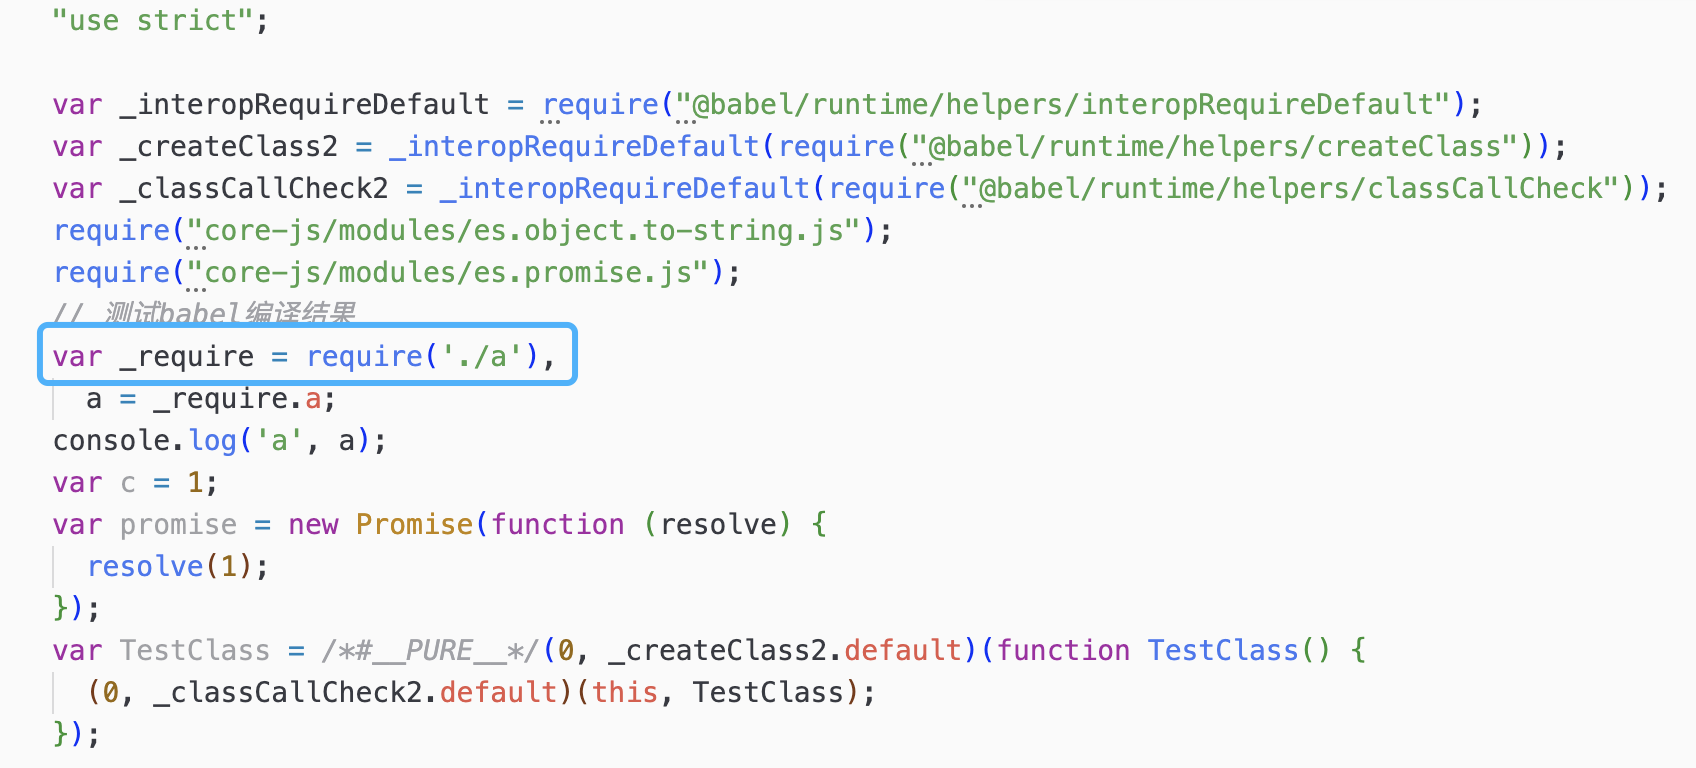 "use strict";
var _interopRequireDefault = require("@babel/runtime/helpers/interopRequireDefault");
var _createClass2 = _interopRequireDefault(require("@babel/runtime/helpers/createClass"));
var _classCallCheck2 = _interopRequireDefault(require("@babel/runtime/helpers/classCallCheck"));
require("core-js/modules/es.object.to-string.js");
require("core-js/modules/es.promise.js");
// 测试babel编译结果
var _require = require('./a'),
  a = _require.a;
console.log('a', a);
var c = 1;
var promise = new Promise(function (resolve) {
  resolve(1);
});
var TestClass = /*#__PURE__*/(0, _createClass2.default)(function TestClass() {
  (0, _classCallCheck2.default)(this, TestClass);
});